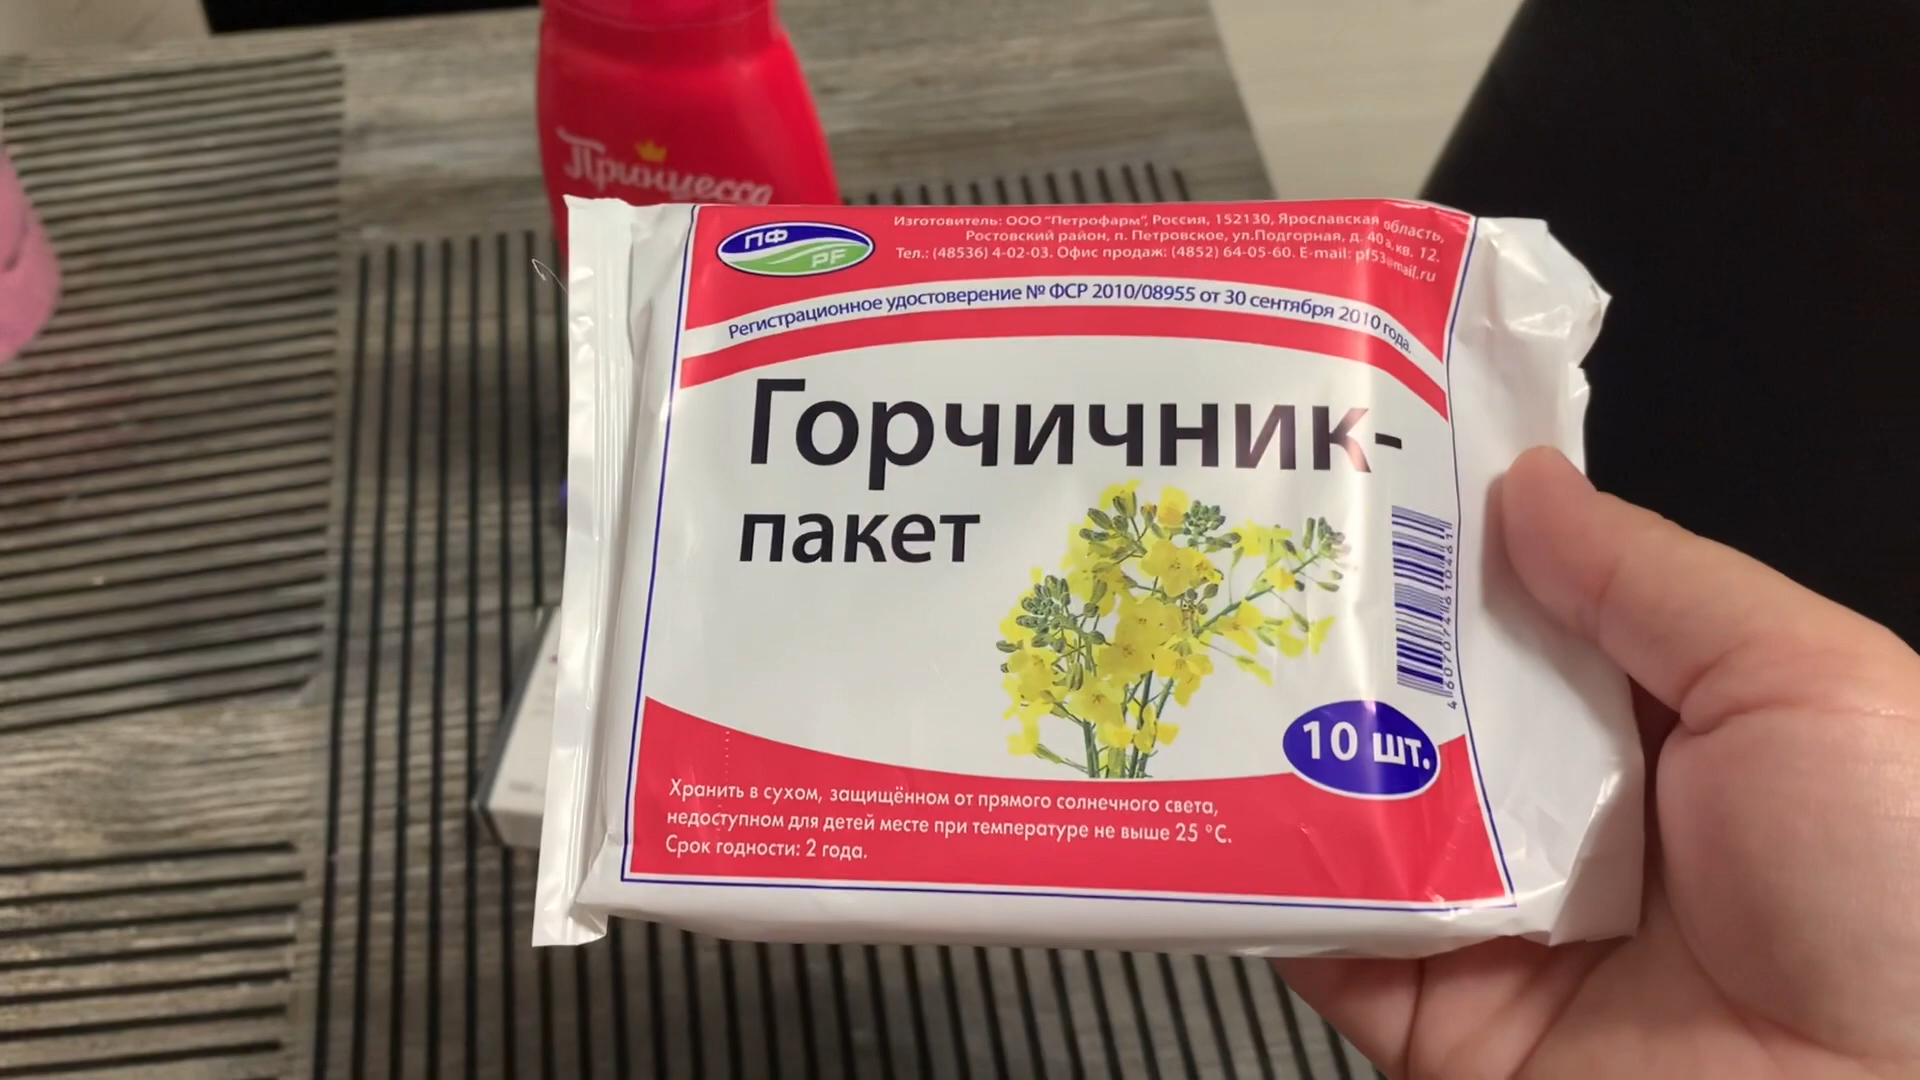 Принцесса
ПФ
PF
Изготовитель: ООО "Петрофарм", Россия, 152130, Ярославская область,
Ростовский район, п. Петровское, ул.Подгорная, д. 40а,кв. 12.
Тел.: (48536) 4-02-03. Офис продаж: (4852) 64-05-60. E-mail: pf53@mail.ru
Регистрационное удостоверение № ФСР 2010/08955 от 30 сентября 2010 года.
Горчичник-
пакет
4607074610461
10 шт.
Хранить в сухом, защищённом от прямого солнечного света,
недоступном для детей месте при температуре не выше 25 °С.
Срок годности: 2 года.